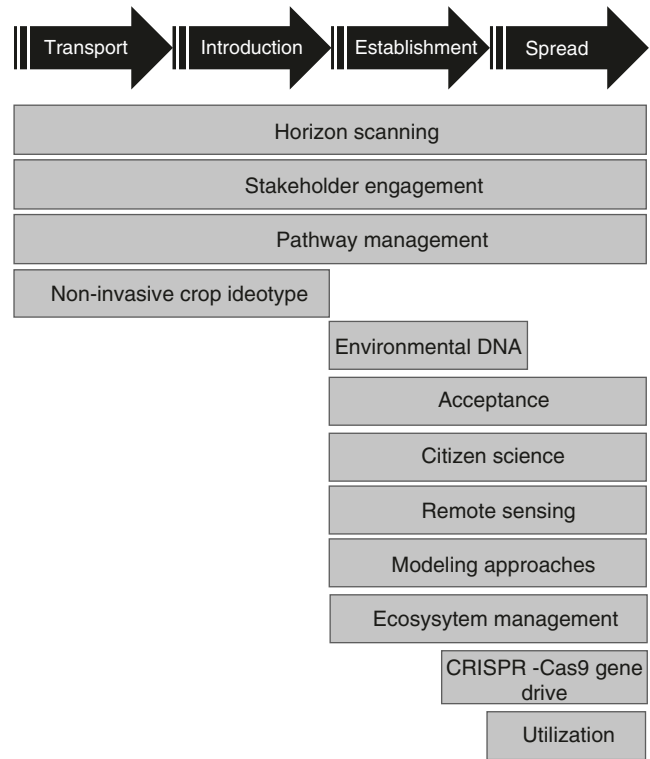 Transport Introduction Establishment Spread
Horizon scanning
Stakeholder engagement
Pathway management
Non-invasive crop ideotype
Environmental DNA
Acceptance
Citizen science
Remote sensing
Modeling approaches
Ecosysytem management
CRISPR -Cas9 gene
drive
Utilization